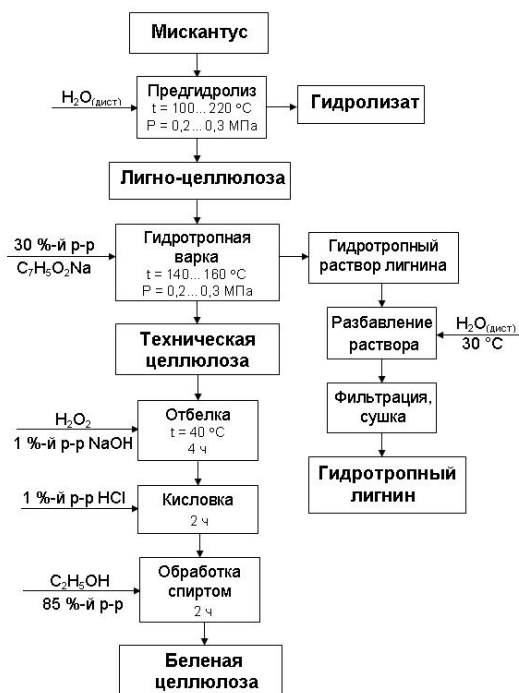 Мискантус
H₂O(дист)
Предгидролиз
t = 100... 220 °C
P = 0,2... 0,3 МПа
Гидролизат
Лигно-целлюлоза
30 %-й р-р
C₇H₅O₂Na
Гидротропная
варка
t = 140... 160 °C
P = 0,2... 0,3 МПа
Гидротропный
раствор лигнина
Разбавление
раствора
H₂O(дист)
30 °C
Техническая
целлюлоза
Фильтрация,
сушка
H₂O₂
1 %-й р-р NaOH
Отбелка
t = 40 °C
4 ч
Гидротропный
лигнин
1 %-й р-р HCl
Кисловка
2 ч
C₂H₅OH
85 %-й р-р
Обработка
спиртом
2 ч
Беленая
целлюлоза